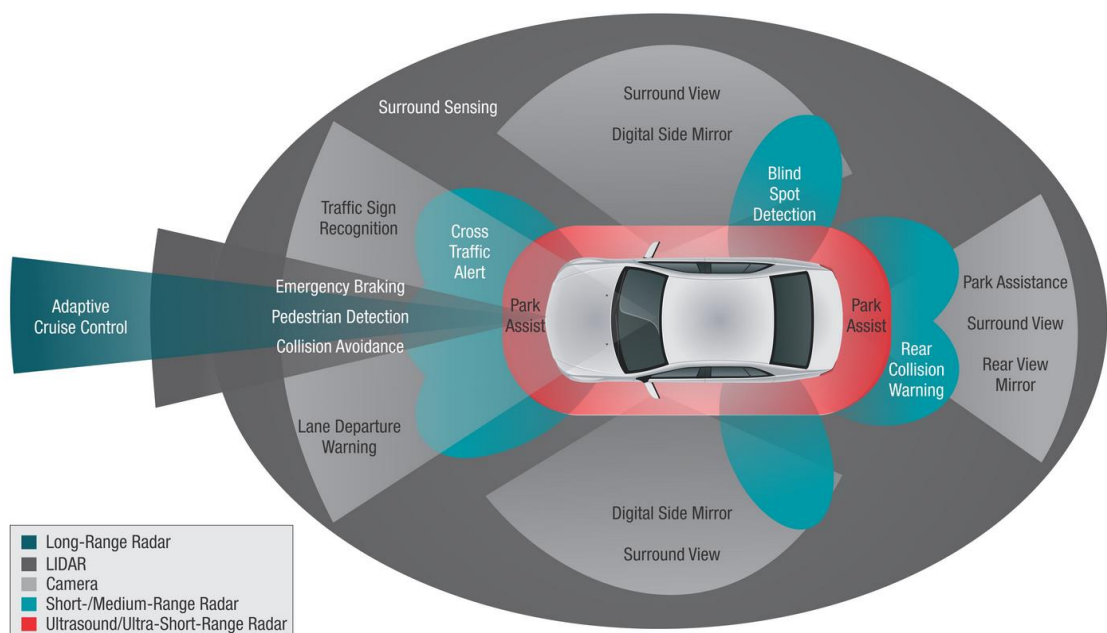 Surround Sensing
Surround View
Digital Side Mirror
Blind
Spot
Detection
Traffic Sign
Recognition
Cross
Traffic
Alert
Adaptive
Cruise Control
Emergency Braking
Pedestrian Detection
Collision Avoidance
Park
Assist
Park
Assist
Park Assistance
Surround View
Rear View
Mirror
Rear
Collision
Warning
Lane Departure
Warning
Digital Side Mirror
Surround View
Long-Range Radar
LIDAR
Camera
Short-/Medium-Range Radar
Ultrasound/Ultra-Short-Range Radar